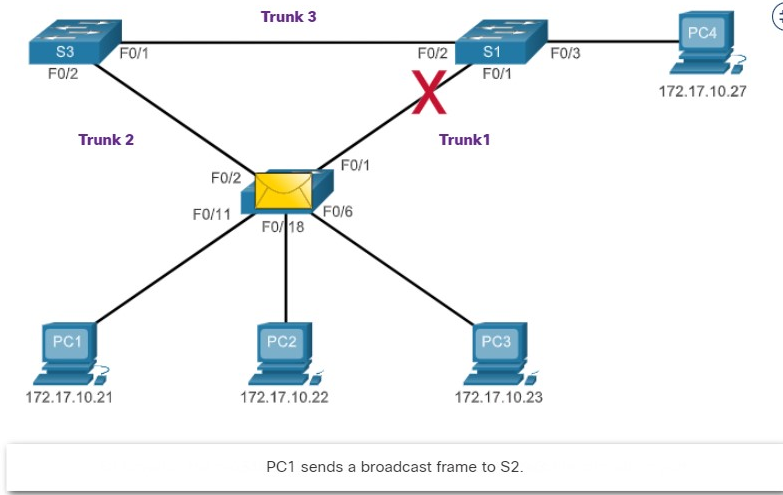 Trunk 3
S3
F0/1
F0/2
S1
F0/3
PC4
F0/2
F0/1
172.17.10.27
Trunk 2
Trunk1
F0/1
F0/2
F0/11
F0/18
F0/6
PC1
PC2
PC3
172.17.10.21
172.17.10.22
172.17.10.23
PC1 sends a broadcast frame to S2.